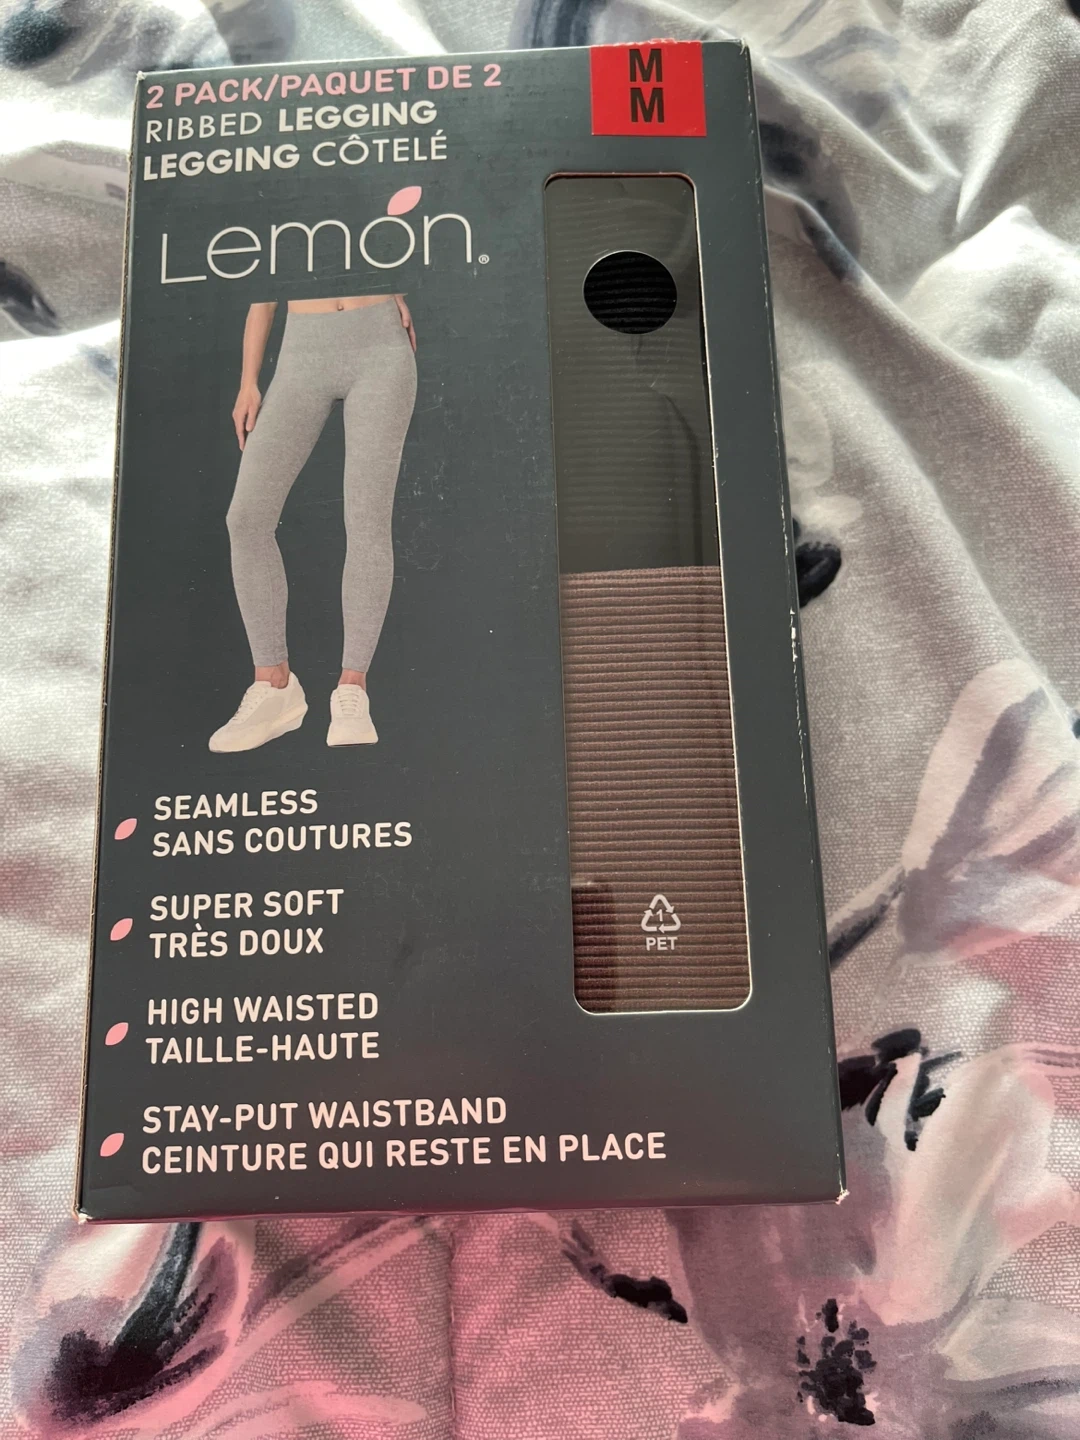 2 PACK/PAQUET DE 2
RIBBED LEGGING
LEGGING CÔTELÉ
M
M
Lemon®
SEAMLESS
SANS COUTURES
SUPER SOFT
TRÈS DOUX
HIGH WAISTED
TAILLE-HAUTE
STAY-PUT WAISTBAND
CEINTURE QUI RESTE EN PLACE
1
PET